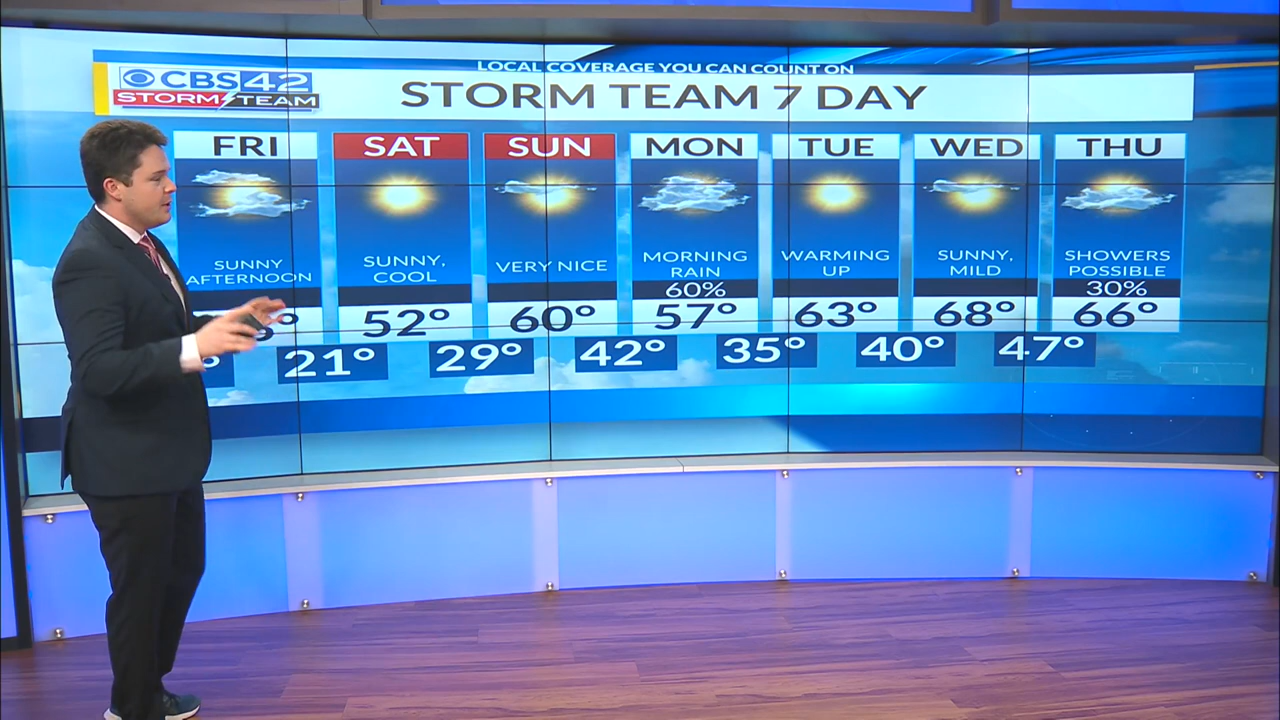 LOCAL COVERAGE YOU CAN COUNT ON
CBS 42
STORM TEAM
STORM TEAM 7 DAY
FRI
SUNNY
AFTERNOON
SAT
SUNNY,
COOL
52°
SUN
VERY NICE
60°
MON
MORNING
RAIN
60%
57°
TUE
WARMING
UP
63°
WED
SUNNY,
MILD
68°
THU
SHOWERS
POSSIBLE
30%
66°
21°
29°
42°
35°
40°
47°